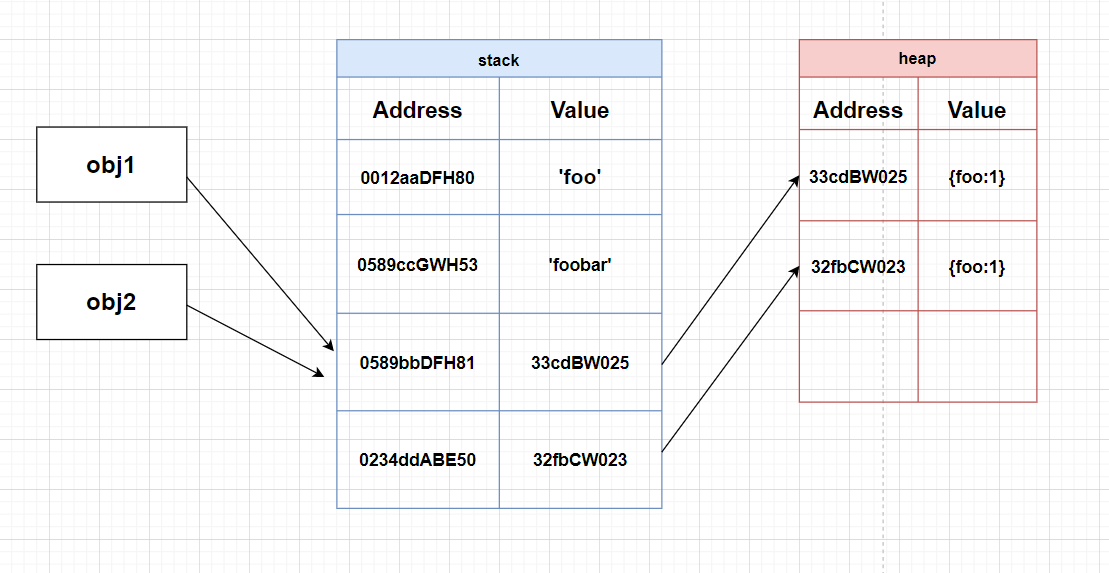 obj1
obj2
stack
Address Value
0012aaDFH80 'foo'
0589ccGWH53 'foobar'
0589bbDFH81 33cdBW025
0234ddABE50 32fbCW023
heap
Address Value
33cdBW025 {foo:1}
32fbCW023 {foo:1}